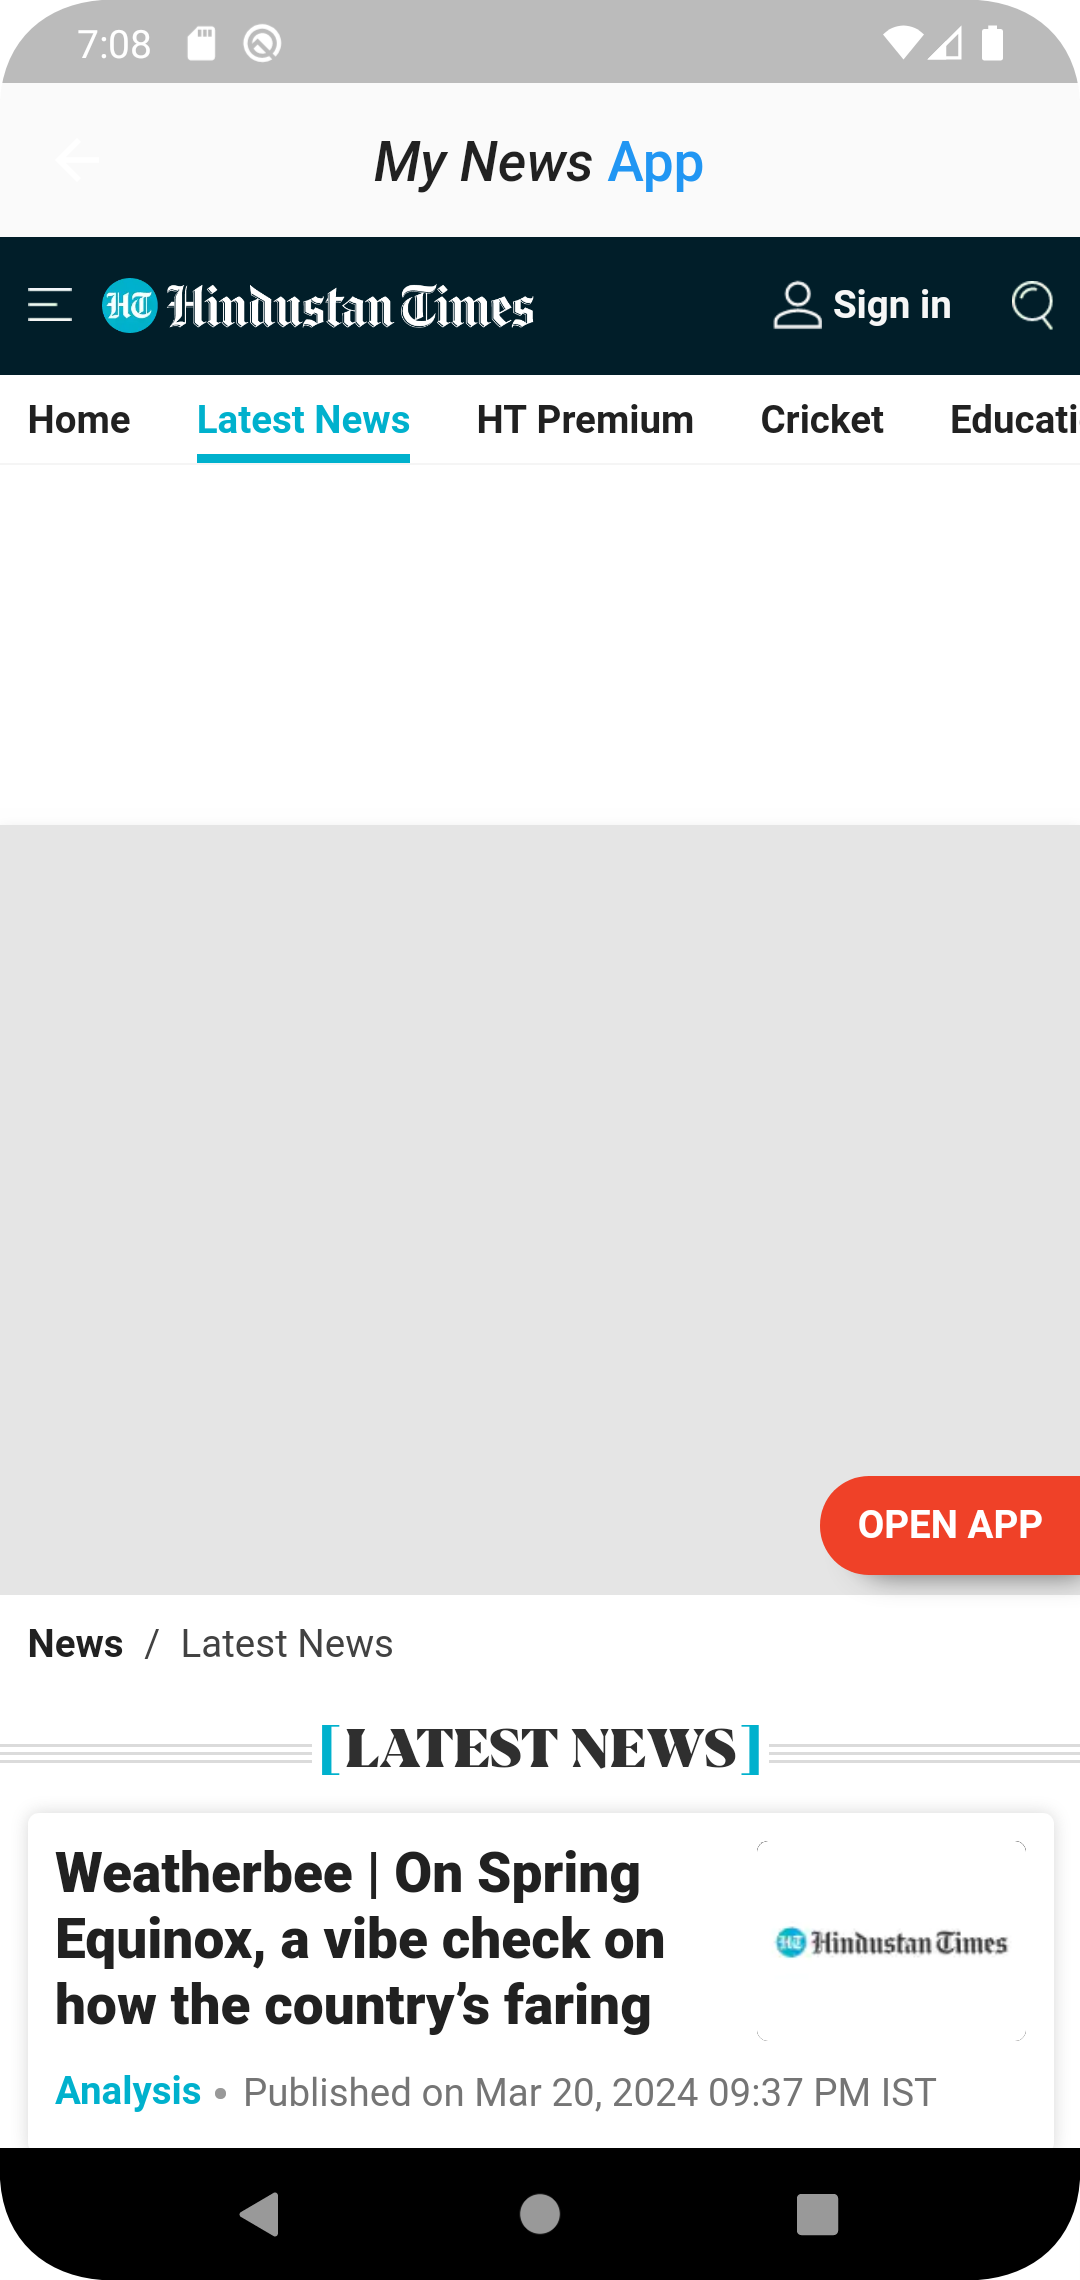 7:08
My News App
HT Hindustan Times Sign in
Home Latest News HT Premium Cricket Educati
OPEN APP
News / Latest News
[LATEST NEWS]
Weatherbee | On Spring
Equinox, a vibe check on
how the country’s faring
HT Hindustan Times
Analysis • Published on Mar 20, 2024 09:37 PM IST